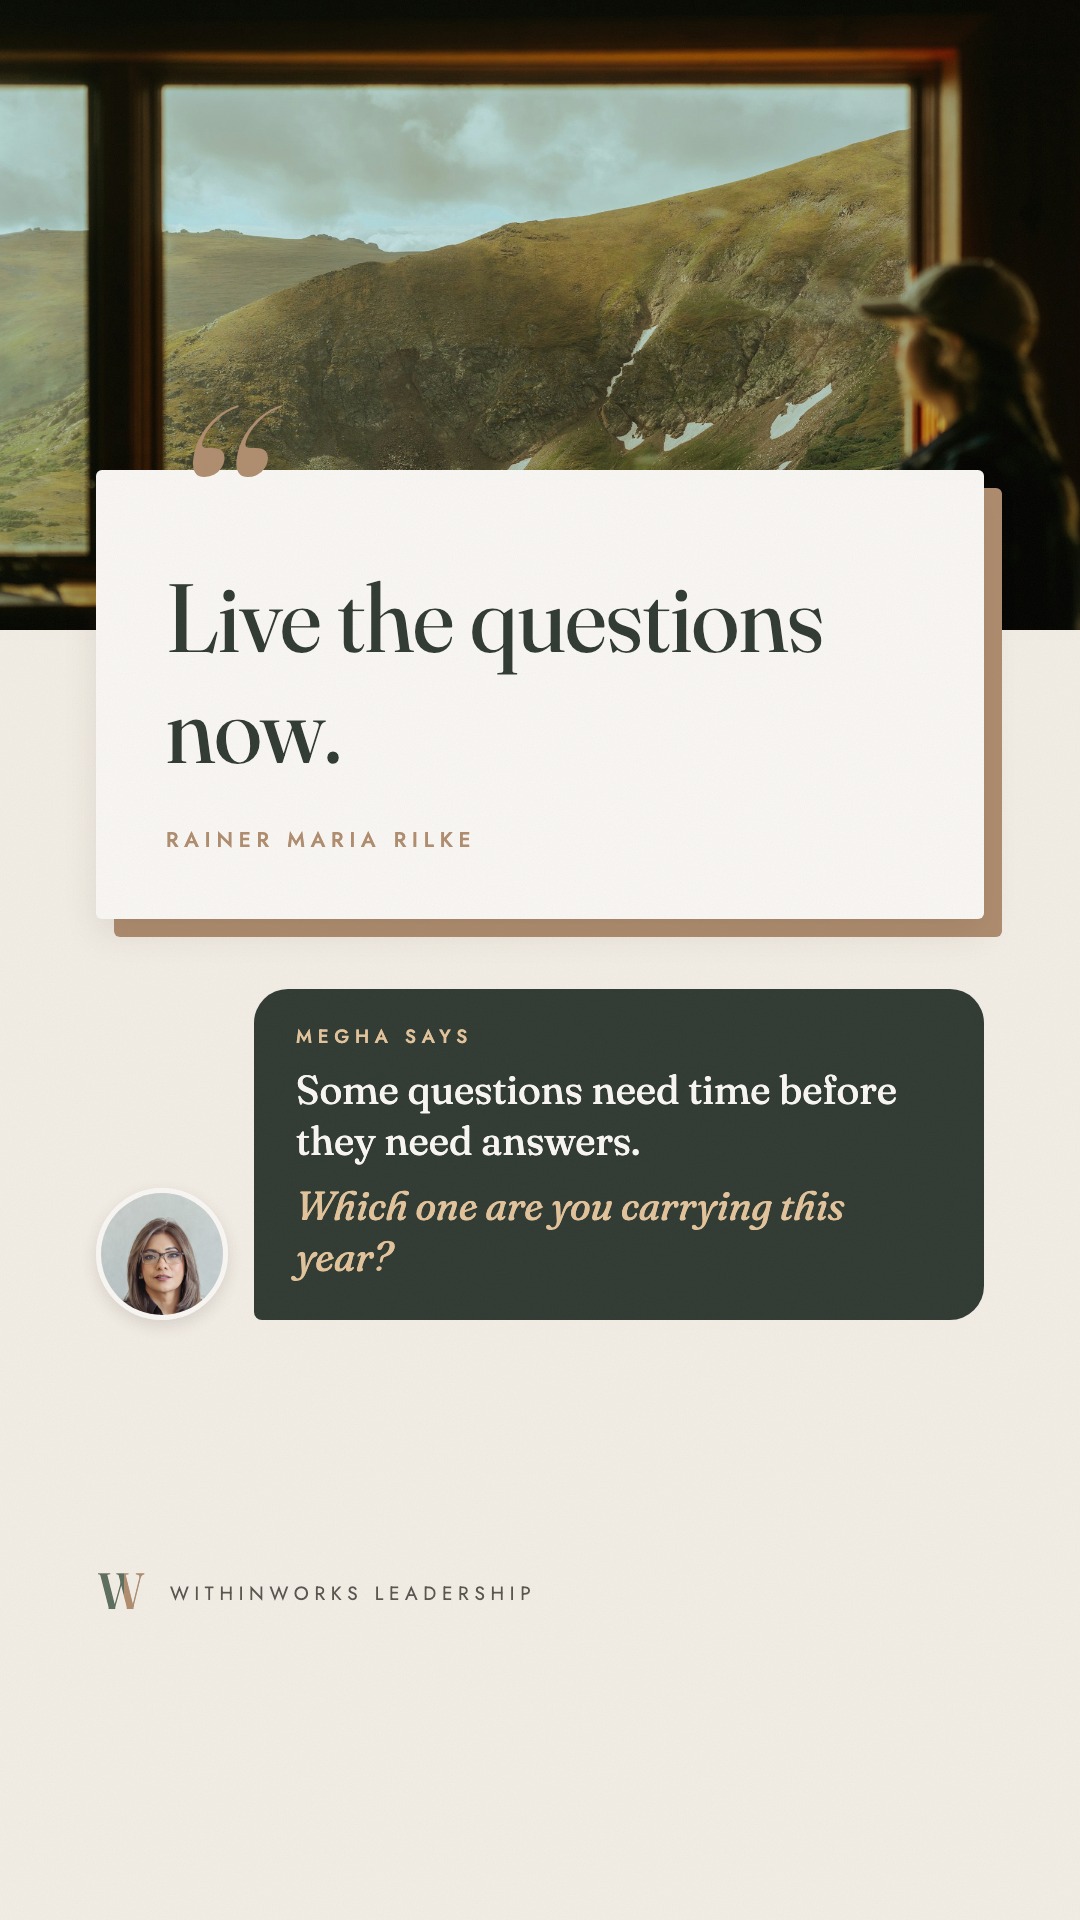 “
Live the questions
now.
RAINER MARIA RILKE
MEGHA SAYS
Some questions need time before
they need answers.
Which one are you carrying this
year?
W WITHINWORKS LEADERSHIP